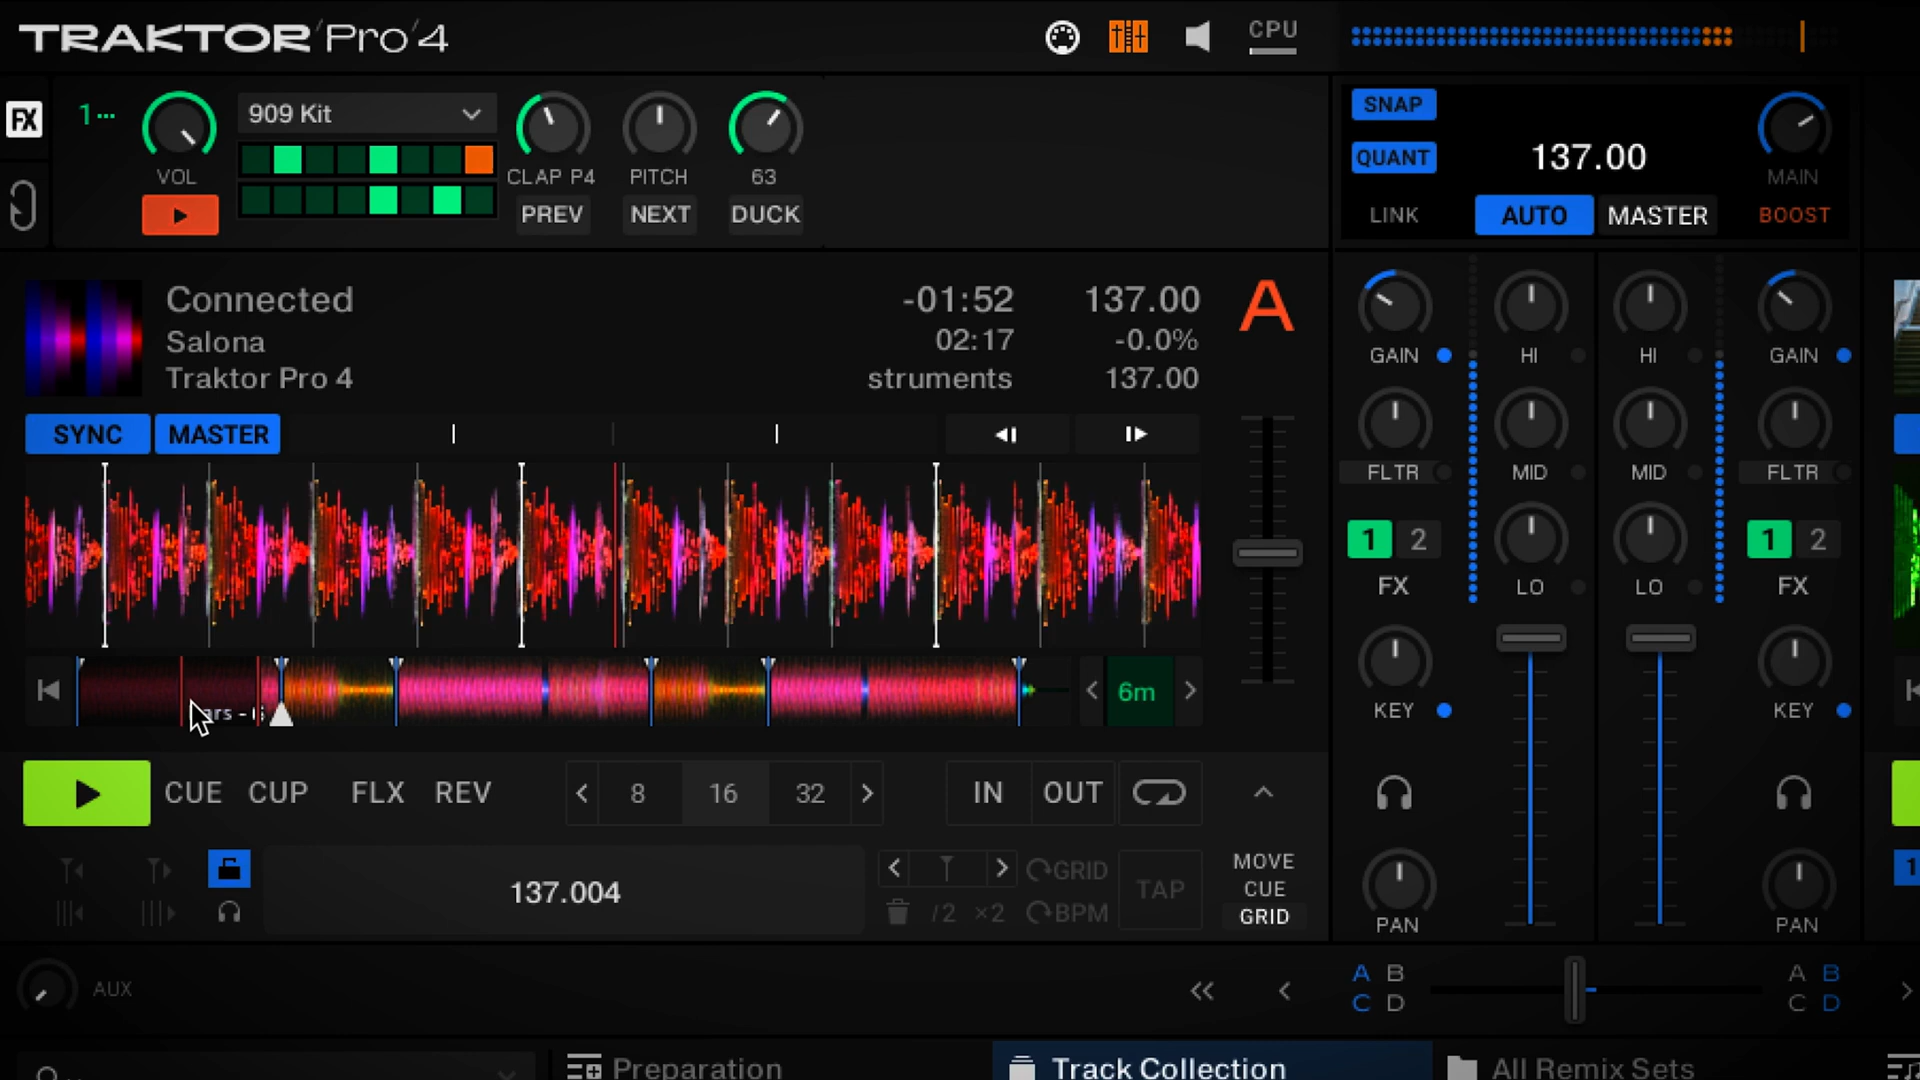 TRAKTOR Pro 4
CPU
FX
1
VOL
909 Kit
CLAP P4
PITCH
63
PREV
NEXT
DUCK
SNAP
QUANT
137.00
MAIN
LINK
AUTO
MASTER
BOOST
Connected
-01:52
137.00
A
Salona
02:17
-0.0%
Traktor Pro 4
struments
137.00
SYNC
MASTER
GAIN
HI
HI
GAIN
FLTR
MID
MID
FLTR
1 2
1 2
FX
LO
LO
FX
6m
KEY
KEY
CUE
CUP
FLX
REV
8
16
32
IN
OUT
137.004
GRID
TAP
/2 ×2
BPM
MOVE
CUE
GRID
PAN
PAN
1
AUX
A B
C D
A B
C D
Preparation
Track Collection
All Remix Sets